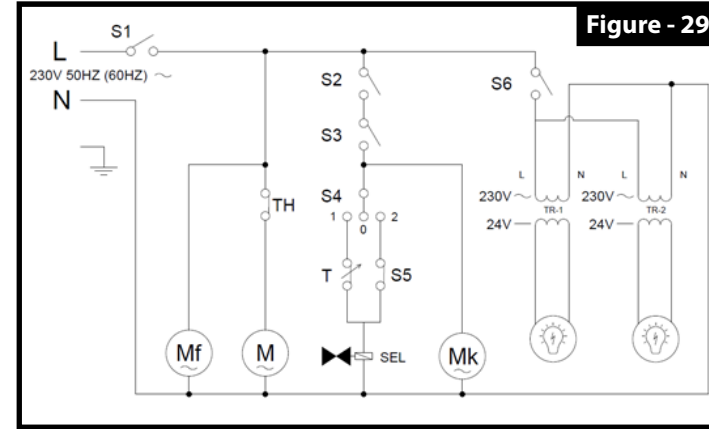 Figure - 29
S1
L
230V 50HZ (60HZ) ~
N
S2
S6
S3
L N L N
TH
S4
230V~ 230V~
1 0 2
TR-1 TR-2
24V 24V
T S5
Mf ~
M ~
SEL
Mk ~